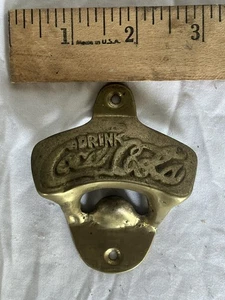 1 2 3
MADE IN U.S.A.
DRINK
Coca-Cola